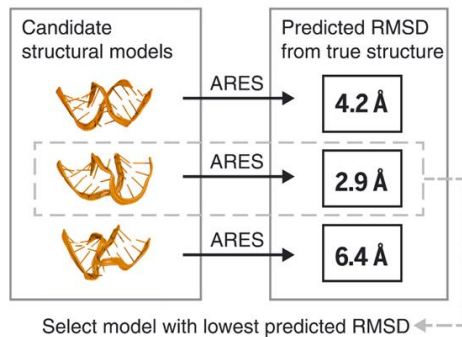 Candidate
structural models
Predicted RMSD
from true structure
ARES
4.2 Å
ARES
2.9 Å
ARES
6.4 Å
Select model with lowest predicted RMSD